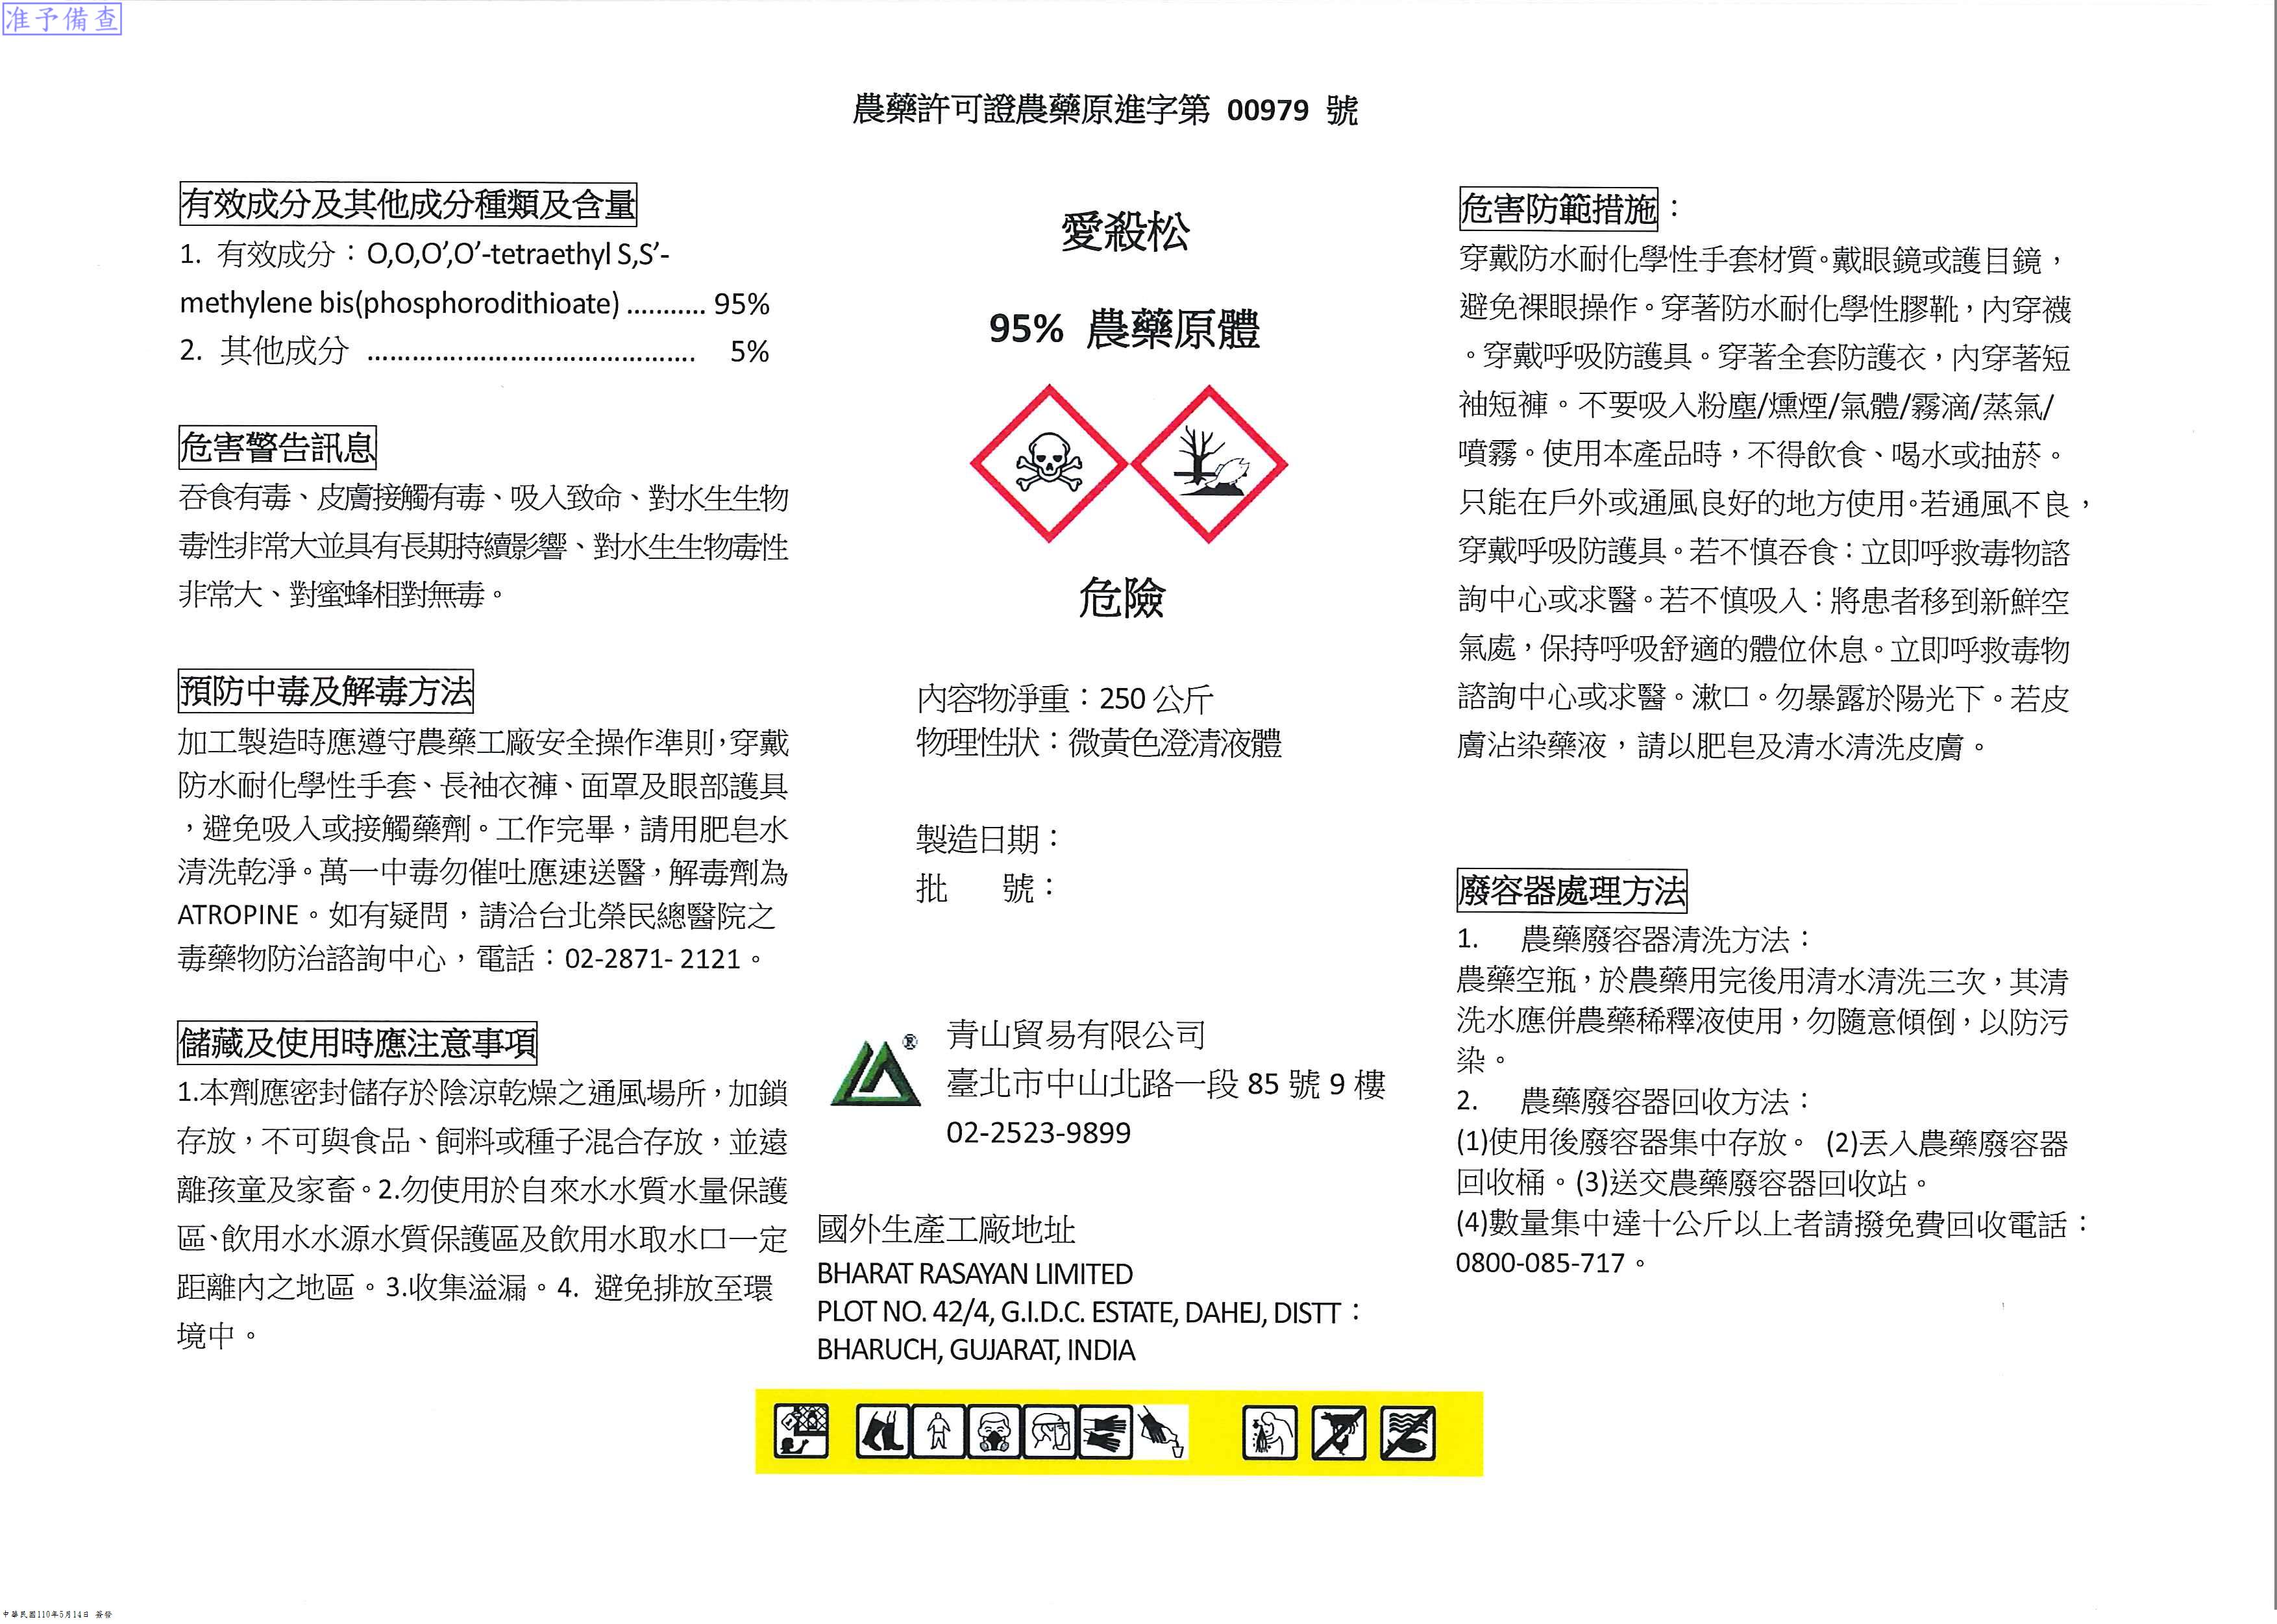 准予備查
農藥許可證農藥原進字第 00979 號
有效成分及其他成分種類及含量
1. 有效成分：O,O,O’,O’-tetraethyl S,S’-
methylene bis(phosphorodithioate) ........... 95%
2. 其他成分 ............................................ 5%
危害警告訊息
吞食有毒、皮膚接觸有毒、吸入致命、對水生生物
毒性非常大並具有長期持續影響、對水生生物毒性
非常大、對蜜蜂相對無毒。
預防中毒及解毒方法
加工製造時應遵守農藥工廠安全操作準則，穿戴
防水耐化學性手套、長袖衣褲、面罩及眼部護具
，避免吸入或接觸藥劑。工作完畢，請用肥皂水
清洗乾淨。萬一中毒勿催吐應速送醫，解毒劑為
ATROPINE。如有疑問，請洽台北榮民總醫院之
毒藥物防治諮詢中心，電話：02-2871- 2121。
儲藏及使用時應注意事項
1.本劑應密封儲存於陰涼乾燥之通風場所，加鎖
存放，不可與食品、飼料或種子混合存放，並遠
離孩童及家畜。2.勿使用於自來水水質水量保護
區、飲用水水源水質保護區及飲用水取水口一定
距離內之地區。3.收集溢漏。4. 避免排放至環
境中。
愛殺松
95% 農藥原體
危險
內容物淨重：250 公斤
物理性狀：微黃色澄清液體
製造日期：
批 號：
®
青山貿易有限公司
臺北市中山北路一段 85 號 9 樓
02-2523-9899
國外生產工廠地址
BHARAT RASAYAN LIMITED
PLOT NO. 42/4, G.I.D.C. ESTATE, DAHEJ, DISTT：
BHARUCH, GUJARAT, INDIA
危害防範措施：
穿戴防水耐化學性手套材質。戴眼鏡或護目鏡，
避免裸眼操作。穿著防水耐化學性膠靴，內穿襪
。穿戴呼吸防護具。穿著全套防護衣，內穿著短
袖短褲。不要吸入粉塵/燻煙/氣體/霧滴/蒸氣/
噴霧。使用本產品時，不得飲食、喝水或抽菸。
只能在戶外或通風良好的地方使用。若通風不良，
穿戴呼吸防護具。若不慎吞食：立即呼救毒物諮
詢中心或求醫。若不慎吸入：將患者移到新鮮空
氣處，保持呼吸舒適的體位休息。立即呼救毒物
諮詢中心或求醫。漱口。勿暴露於陽光下。若皮
膚沾染藥液，請以肥皂及清水清洗皮膚。
廢容器處理方法
1. 農藥廢容器清洗方法：
農藥空瓶，於農藥用完後用清水清洗三次，其清
洗水應併農藥稀釋液使用，勿隨意傾倒，以防污
染。
2. 農藥廢容器回收方法：
(1)使用後廢容器集中存放。 (2)丟入農藥廢容器
回收桶。(3)送交農藥廢容器回收站。
(4)數量集中達十公斤以上者請撥免費回收電話：
0800-085-717。
中華民國110年5月14日 簽發